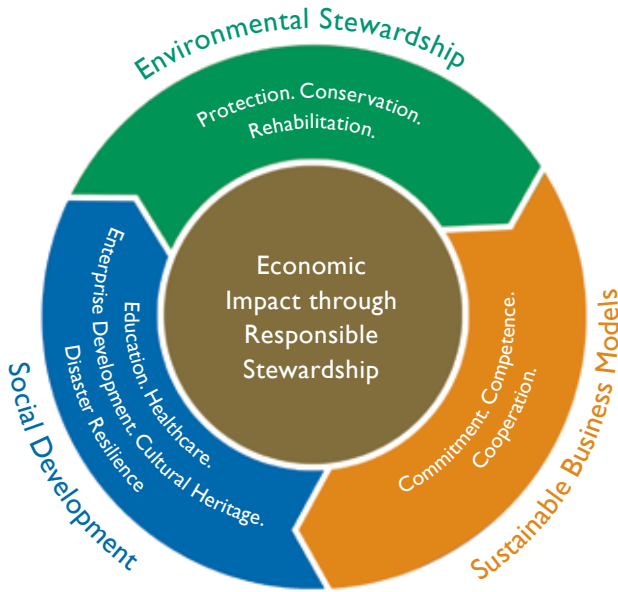 Environmental Stewardship
Protection. Conservation.
Rehabilitation.
Economic
Impact through
Responsible
Stewardship
Sustainable Business Models
Commitment. Competence.
Cooperation.
Social Development
Education. Healthcare.
Enterprise Development. Cultural Heritage.
Disaster Resilience